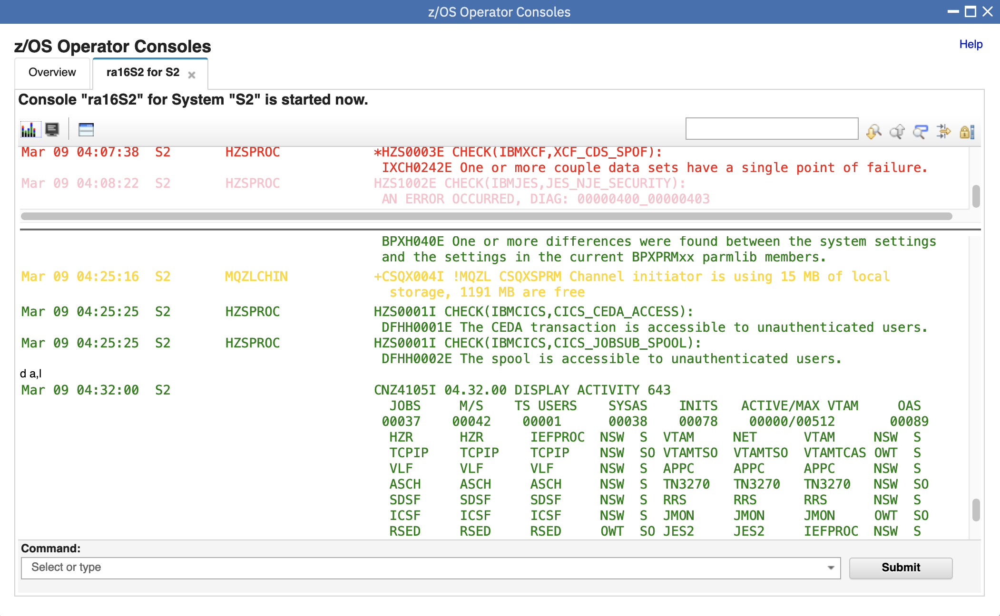 z/OS Operator Consoles
z/OS Operator Consoles
Help
Overview
ra16S2 for S2
Console "ra16S2" for System "S2" is started now.
Mar 09 04:07:38 S2 HZSPROC *HZS0003E CHECK(IBMXCF,XCF_CDS_SPOF):
IXCH0242E One or more couple data sets have a single point of failure.
Mar 09 04:08:22 S2 HZSPROC HZS1002E CHECK(IBMJES,JES_NJE_SECURITY):
AN ERROR OCCURRED, DIAG: 00000400_00000403
BPXH040E One or more differences were found between the system settings
and the settings in the current BPXPRMxx parmlib members.
Mar 09 04:25:16 S2 MQZLCHIN +CSQX004I !MQZL CSQXSPRM Channel initiator is using 15 MB of local
storage, 1191 MB are free
Mar 09 04:25:25 S2 HZSPROC HZS0001I CHECK(IBMCICS,CICS_CEDA_ACCESS):
DFHH0001E The CEDA transaction is accessible to unauthenticated users.
Mar 09 04:25:25 S2 HZSPROC HZS0001I CHECK(IBMCICS,CICS_JOBSUB_SPOOL):
DFHH0002E The spool is accessible to unauthenticated users.
d a,l
Mar 09 04:32:00 S2 CNZ4105I 04.32.00 DISPLAY ACTIVITY 643
JOBS M/S TS USERS SYSAS INITS ACTIVE/MAX VTAM OAS
00037 00042 00001 00038 00078 00000/00512 00089
HZR HZR IEFPROC NSW S VTAM NET VTAM NSW S
TCPIP TCPIP TCPIP NSW SO VTAMTSO VTAMTSO VTAMTCAS OWT S
VLF VLF VLF NSW S APPC APPC APPC NSW S
ASCH ASCH ASCH NSW S TN3270 TN3270 TN3270 NSW SO
SDSF SDSF SDSF NSW S RRS RRS RRS NSW S
ICSF ICSF ICSF NSW S JMON JMON JMON OWT SO
RSED RSED RSED OWT SO JES2 JES2 IEFPROC NSW S
Command:
Select or type
Submit